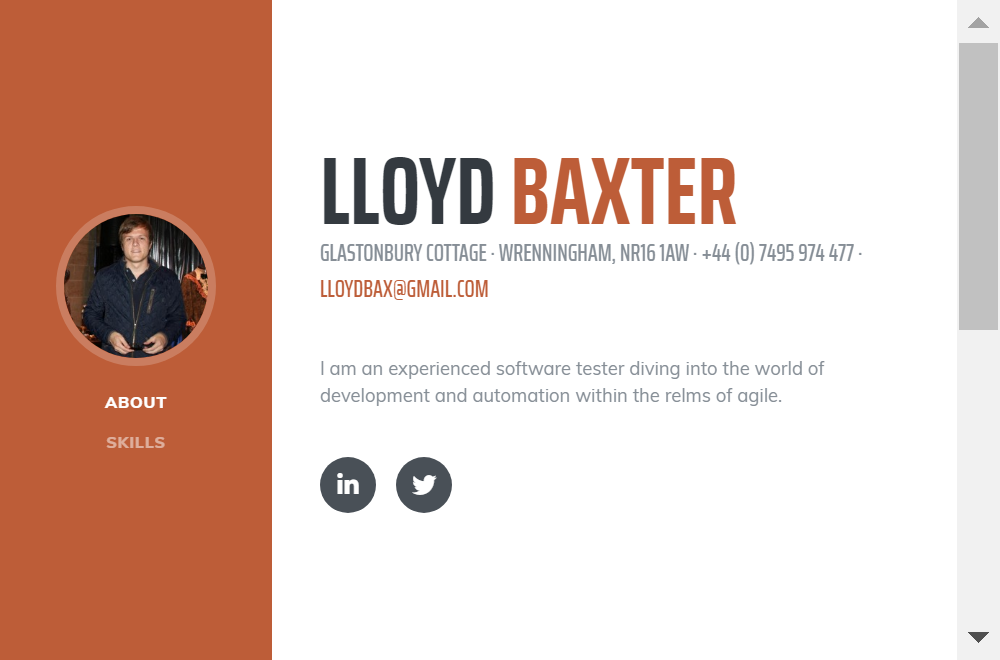 ABOUT
SKILLS
LLOYD BAXTER
GLASTONBURY COTTAGE · WRENNINGHAM, NR16 1AW · +44 (0) 7495 974 477 ·
LLOYDBAX@GMAIL.COM
I am an experienced software tester diving into the world of
development and automation within the relms of agile.
in